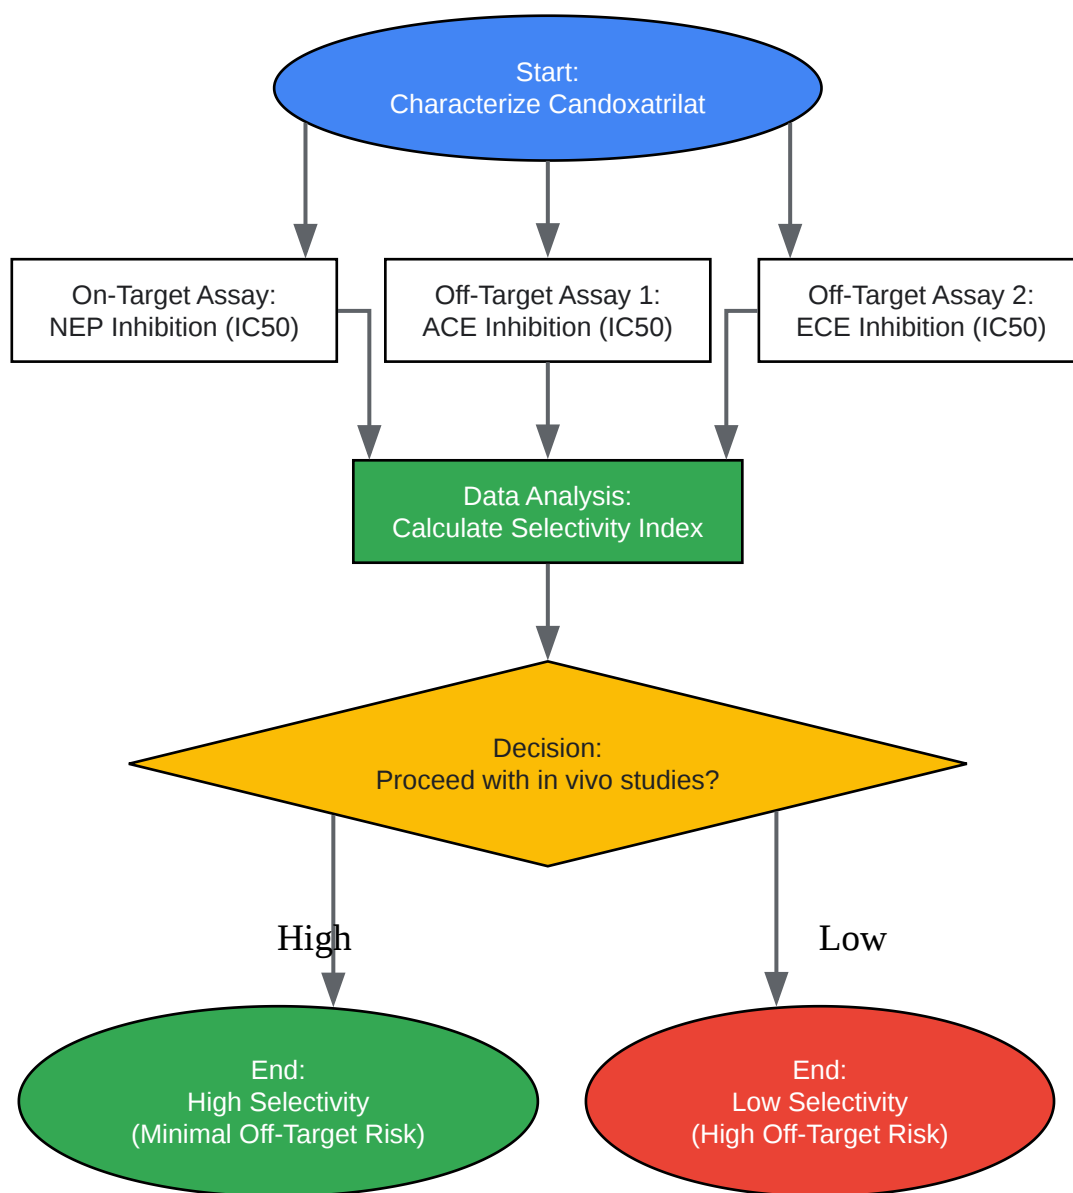 Start:
Characterize Candoxatrilat
On-Target Assay:
NEP Inhibition (IC50)
Off-Target Assay 1:
ACE Inhibition (IC50)
Off-Target Assay 2:
ECE Inhibition (IC50)
Data Analysis:
Calculate Selectivity Index
Decision:
Proceed with in vivo studies?
High
Low
End:
High Selectivity
(Minimal Off-Target Risk)
End:
Low Selectivity
(High Off-Target Risk)